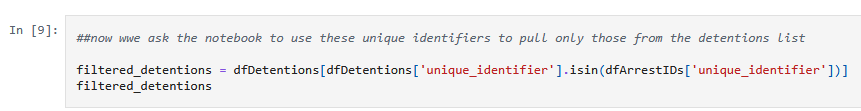 In [9]:
##now wwe ask the notebook to use these unique identifiers to pull only those from the detentions list
filtered_detentions = dfDetentions[dfDetentions['unique_identifier'].isin(dfArrestIDs['unique_identifier'])]
filtered_detentions